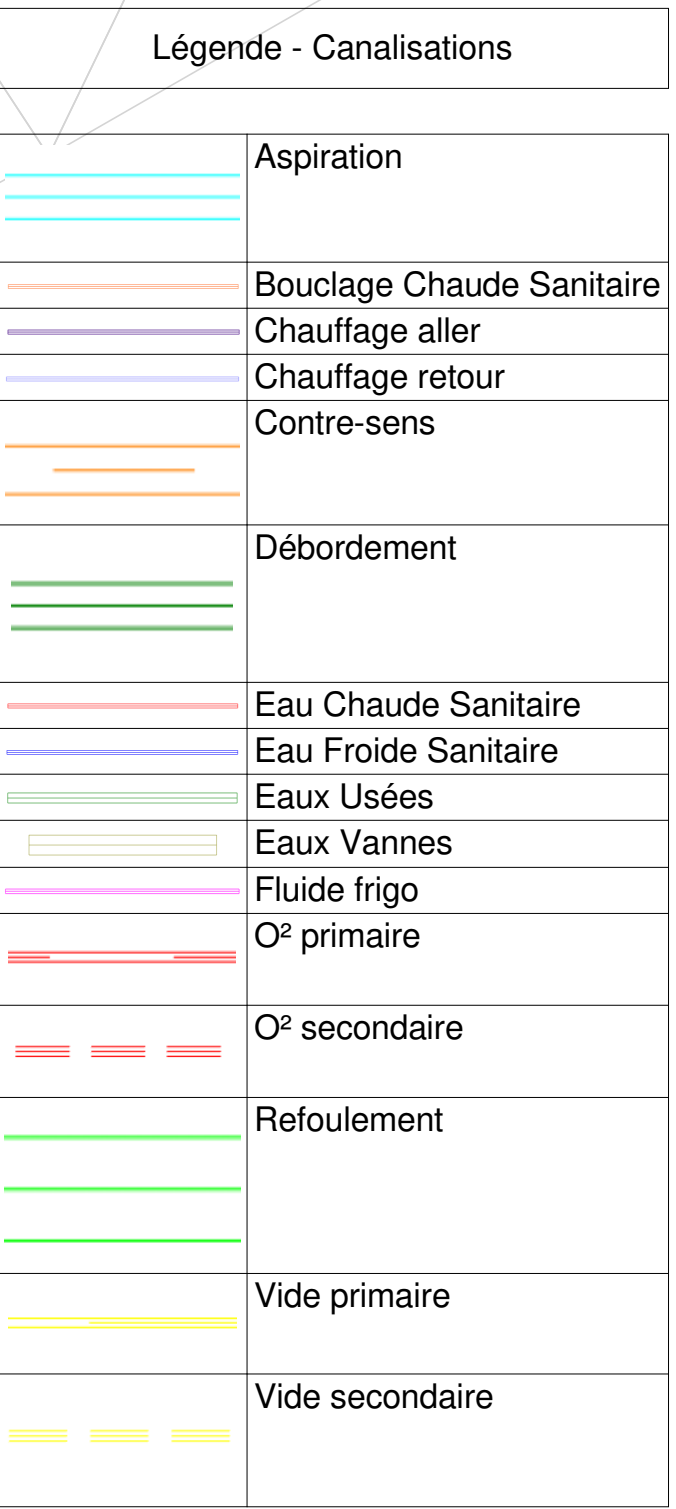 Légende - Canalisations
Aspiration
Bouclage Chaude Sanitaire
Chauffage aller
Chauffage retour
Contre-sens
Débordement
Eau Chaude Sanitaire
Eau Froide Sanitaire
Eaux Usées
Eaux Vannes
Fluide frigo
O² primaire
O² secondaire
Refoulement
Vide primaire
Vide secondaire